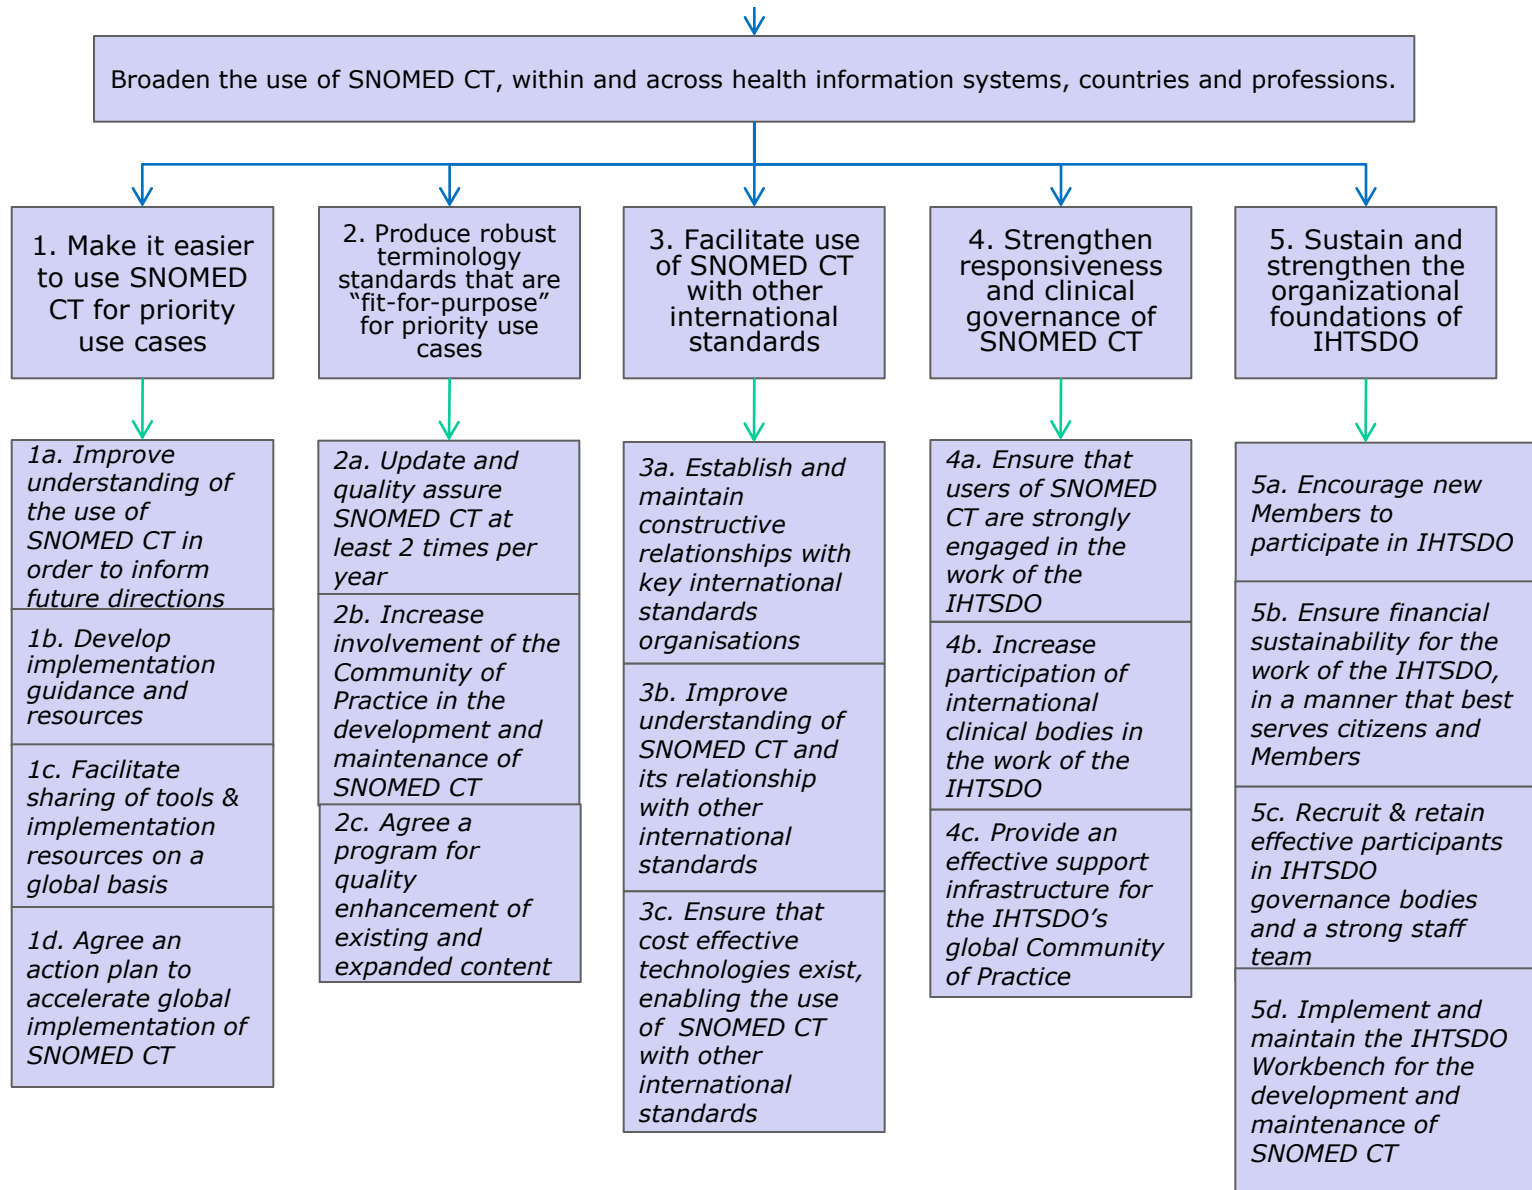 Broaden the use of SNOMED CT, within and across health information systems, countries and professions.
1. Make it easier
to use SNOMED
CT for priority
use cases
2. Produce robust
terminology
standards that are
“fit-for-purpose”
for priority use
cases
3. Facilitate use
of SNOMED CT
with other
international
standards
4. Strengthen
responsiveness
and clinical
governance of
SNOMED CT
5. Sustain and
strengthen the
organizational
foundations of
IHTSDO
1a. Improve
understanding of
the use of
SNOMED CT in
order to inform
future directions
1b. Develop
implementation
guidance and
resources
1c. Facilitate
sharing of tools &
implementation
resources on a
global basis
1d. Agree an
action plan to
accelerate global
implementation of
SNOMED CT
2a. Update and
quality assure
SNOMED CT at
least 2 times per
year
2b. Increase
involvement of the
Community of
Practice in the
development and
maintenance of
SNOMED CT
2c. Agree a
program for
quality
enhancement of
existing and
expanded content
3a. Establish and
maintain
constructive
relationships with
key international
standards
organisations
3b. Improve
understanding of
SNOMED CT and
its relationship
with other
international
standards
3c. Ensure that
cost effective
technologies exist,
enabling the use
of  SNOMED CT
with other
international
standards
4a. Ensure that
users of SNOMED
CT are strongly
engaged in the
work of the
IHTSDO
4b. Increase
participation of
international
clinical bodies in
the work of the
IHTSDO
4c. Provide an
effective support
infrastructure for
the IHTSDO’s
global Community
of Practice
5a. Encourage new
Members to
participate in IHTSDO
5b. Ensure financial
sustainability for the
work of the IHTSDO,
in a manner that best
serves citizens and
Members
5c. Recruit & retain
effective participants
in IHTSDO
governance bodies
and a strong staff
team
5d. Implement and
maintain the IHTSDO
Workbench for the
development and
maintenance of
SNOMED CT